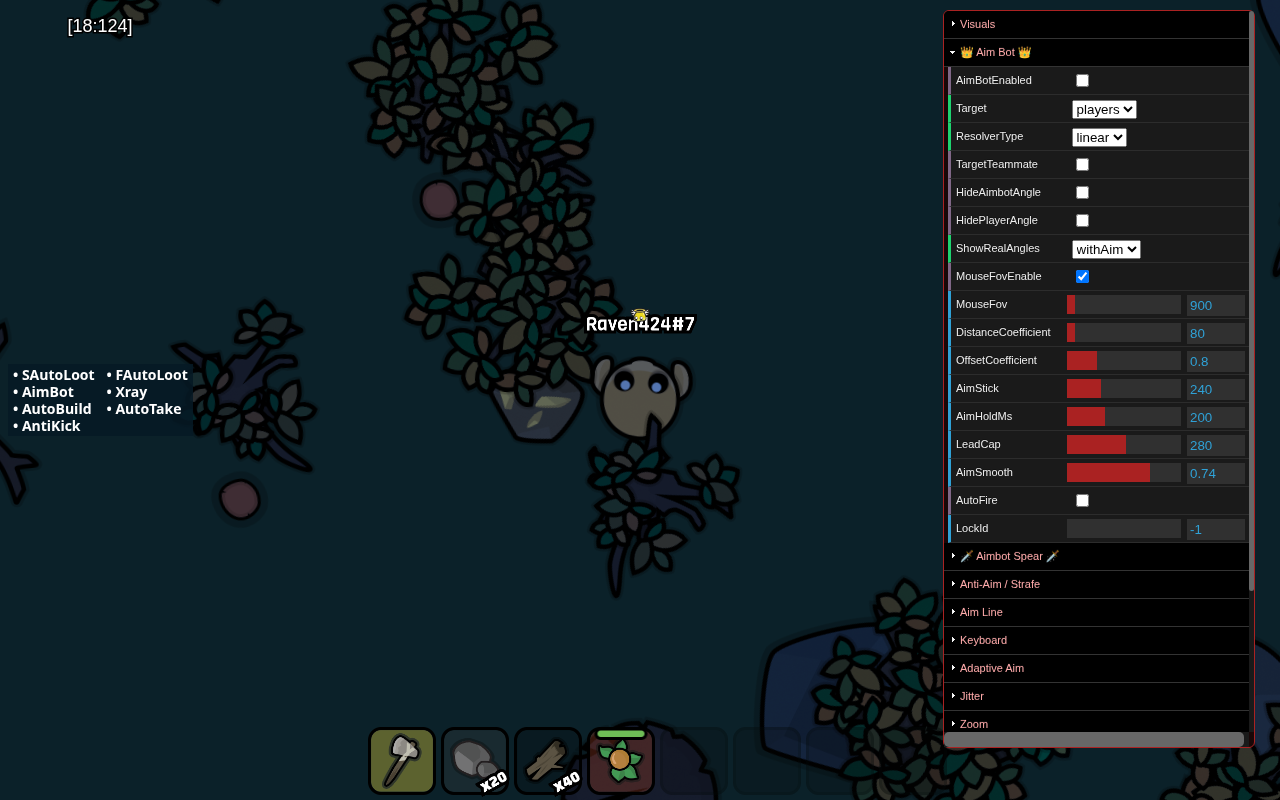 [18:124]
Visuals
👑 Aim Bot 👑
AimBotEnabled
Target players
ResolverType linear
TargetTeammate
HideAimbotAngle
HidePlayerAngle
ShowRealAngles withAim
MouseFovEnable
MouseFov 900
DistanceCoefficient 80
OffsetCoefficient 0.8
AimStick 240
AimHoldMs 200
LeadCap 280
AimSmooth 0.74
AutoFire
LockId -1
🗡️ Aimbot Spear 🗡️
Anti-Aim / Strafe
Aim Line
Keyboard
Adaptive Aim
Jitter
Zoom
Raven424#7
• SAutoLoot • FAutoLoot
• AimBot • Xray
• AutoBuild • AutoTake
• AntiKick
x20
x40